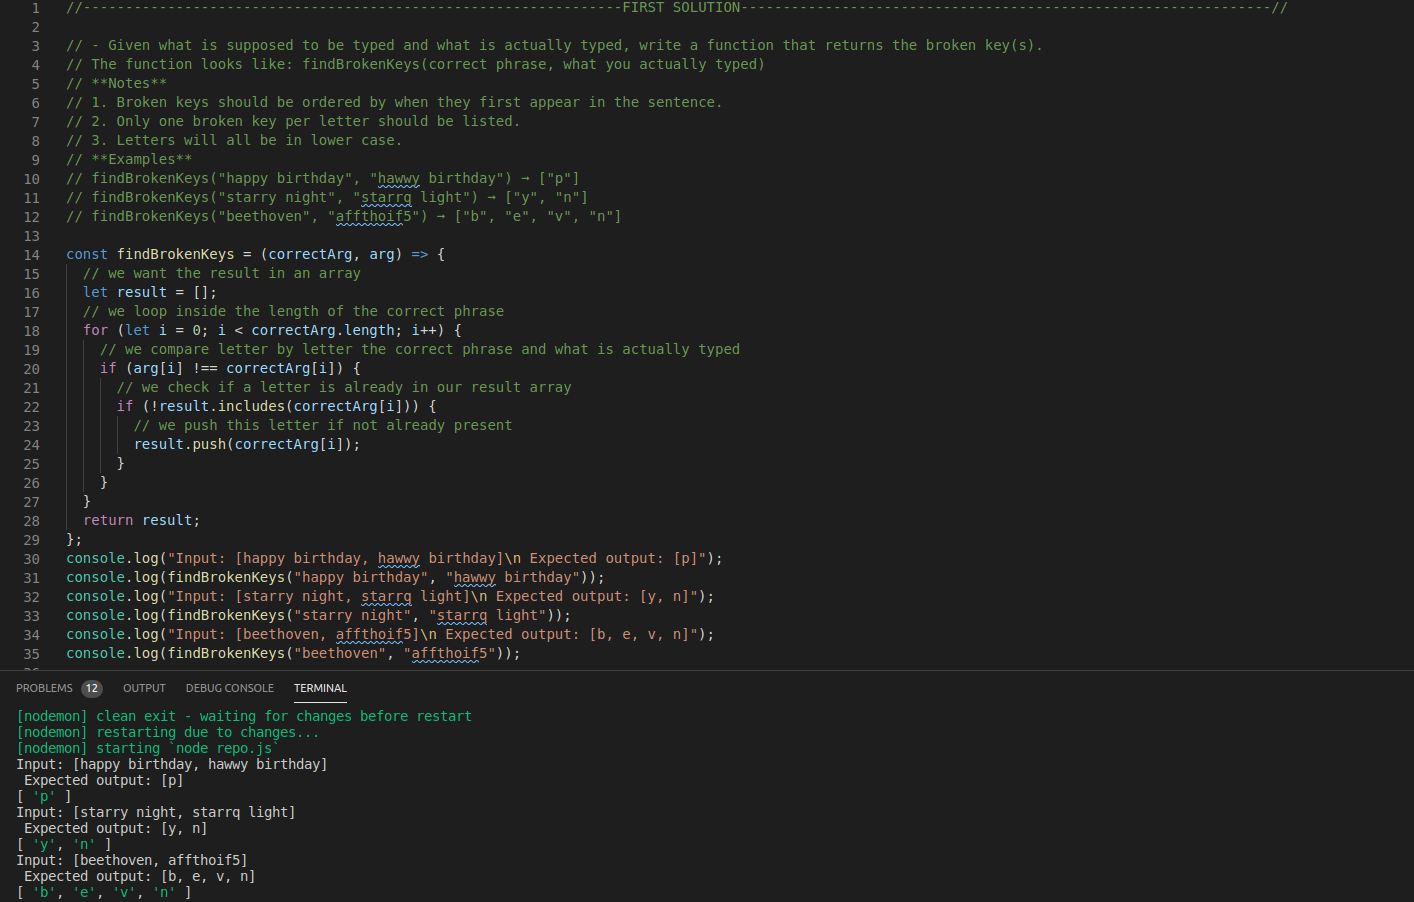 1 //----------------------------------------------------------------FIRST SOLUTION---------------------------------------------------------------//
2
3 // - Given what is supposed to be typed and what is actually typed, write a function that returns the broken key(s).
4 // The function looks like: findBrokenKeys(correct phrase, what you actually typed)
5 // **Notes**
6 // 1. Broken keys should be ordered by when they first appear in the sentence.
7 // 2. Only one broken key per letter should be listed.
8 // 3. Letters will all be in lower case.
9 // **Examples**
10 // findBrokenKeys("happy birthday", "hawwy birthday") → ["p"]
11 // findBrokenKeys("starry night", "starrq light") → ["y", "n"]
12 // findBrokenKeys("beethoven", "affthoif5") → ["b", "e", "v", "n"]
13
14 const findBrokenKeys = (correctArg, arg) => {
15   // we want the result in an array
16   let result = [];
17   // we loop inside the length of the correct phrase
18   for (let i = 0; i < correctArg.length; i++) {
19     // we compare letter by letter the correct phrase and what is actually typed
20     if (arg[i] !== correctArg[i]) {
21       // we check if a letter is already in our result array
22       if (!result.includes(correctArg[i])) {
23         // we push this letter if not already present
24         result.push(correctArg[i]);
25       }
26     }
27   }
28   return result;
29 };
30 console.log("Input: [happy birthday, hawwy birthday]\n Expected output: [p]");
31 console.log(findBrokenKeys("happy birthday", "hawwy birthday"));
32 console.log("Input: [starry night, starrq light]\n Expected output: [y, n]");
33 console.log(findBrokenKeys("starry night", "starrq light"));
34 console.log("Input: [beethoven, affthoif5]\n Expected output: [b, e, v, n]");
35 console.log(findBrokenKeys("beethoven", "affthoif5"));
PROBLEMS 12 OUTPUT DEBUG CONSOLE TERMINAL
[nodemon] clean exit - waiting for changes before restart
[nodemon] restarting due to changes...
[nodemon] starting `node repo.js`
Input: [happy birthday, hawwy birthday]
 Expected output: [p]
[ 'p' ]
Input: [starry night, starrq light]
 Expected output: [y, n]
[ 'y', 'n' ]
Input: [beethoven, affthoif5]
 Expected output: [b, e, v, n]
[ 'b', 'e', 'v', 'n' ]